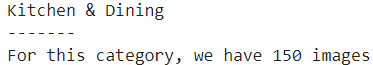 Kitchen & Dining
-------
For this category, we have 150 images